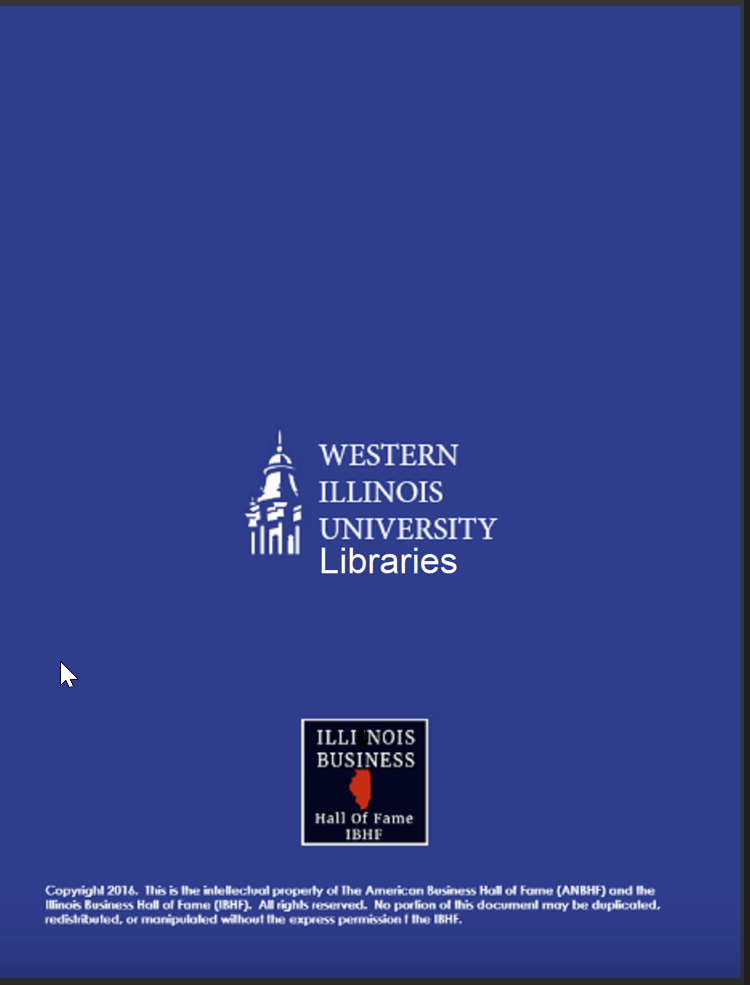 WESTERN
ILLINOIS
UNIVERSITY
Libraries
ILLI NOIS
BUSINESS
Hall Of Fame
IBHF
Copyright 2016. This is the intellectual property of The American Business Hall of Fame (ANBHF) and the
Illinois Business Hall of Fame (IBHF). All rights reserved. No portion of this document may be duplicated,
redistributed, or manipulated without the express permission f the IBHF.